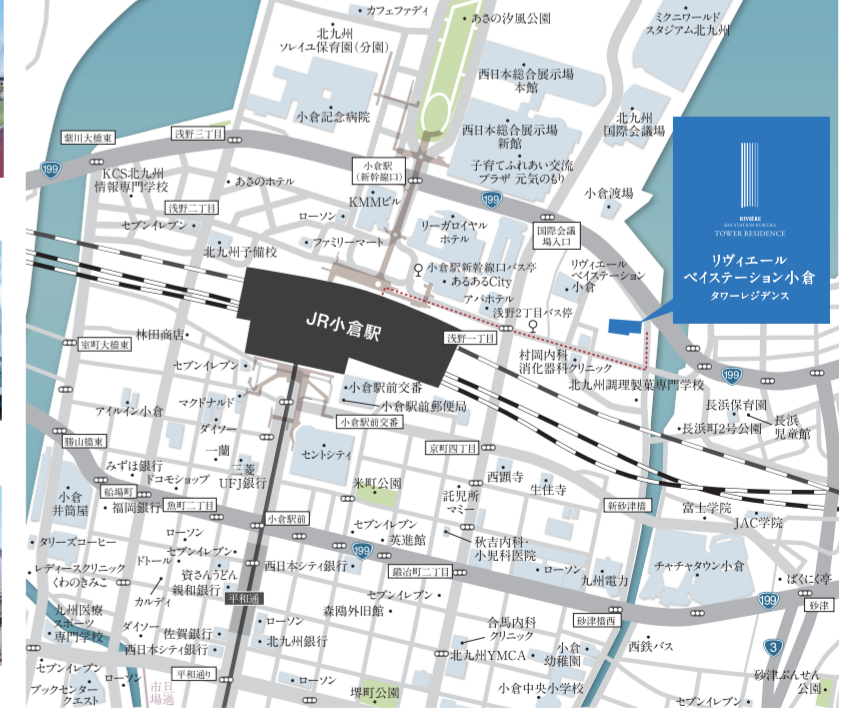 カフェファディ
北九州
ソレイユ保育園(分園)
あさの汐風公園
ミクニワールド
スタジアム北九州
西日本総合展示場
本館
小倉記念病院
西日本総合展示場
新館
北九州
国際会議場
紫川大橋東
浅野三丁目
199
KCS北九州
情報専門学校
あさのホテル
小倉駅
(新幹線口)
子育てふれあい交流
プラザ 元気のもり
小倉渡場
KMMビル
199
浅野二丁目
セブンイレブン
ローソン
リーガロイヤル
ホテル
国際会議
場入口
ファミリーマート
北九州予備校
小倉駅新幹線口バス亭
あるあるCity
アパホテル
浅野2丁目バス停
リヴィエール
ベイステーション
小倉
RIVIÈRE
BAY STATION KOKURA
TOWER RESIDENCE
リヴィエール
ベイステーション小倉
タワーレジデンス
JR小倉駅
浅野一丁目
林田商店
室町大橋東
村岡内科
消化器科クリニック
北九州調理製菓専門学校
199
セブンイレブン
小倉駅前交番
小倉駅前郵便局
小倉駅前交番
マクドナルド
アイルイン小倉
ダイソー
長浜保育園
長浜町2号公園
長浜
児童館
勝山橋東
一蘭
三菱
UFJ銀行
セントシティ
京町四丁目
みずほ銀行
ドコモショップ
西顕寺
生住寺
米町公園
託児所
マミー
小倉
井筒屋
船場町
福岡銀行
魚町二丁目
新砂津橋
富士学院
JAC学院
小倉駅前
ローソン
セブンイレブン
英進館
秋吉内科・
小児科医院
タリーズコーヒー
ドトール
セブンイレブン
199
レディースクリニック
くわのきみこ
資さんうどん
親和銀行
西日本シティ銀行
鍛冶町二丁目
ローソン
九州電力
チャチャタウン小倉
ばくにく亭
カルディ
平和通
セブンイレブン
森鴎外旧館
199
砂津
九州医療
スポーツ
専門学校
ダイソー
佐賀銀行
西日本シティ銀行
ローソン
北九州銀行
合馬内科
クリニック
北九州YMCA
小倉
幼稚園
砂津橋西
西鉄バス
3
セブンイレブン
ブックセンター
クエスト
ローソン
平和通り
旦過
市場
ローソン
堺町公園
小倉中央小学校
セブンイレブン
砂津ぶんせん
公園